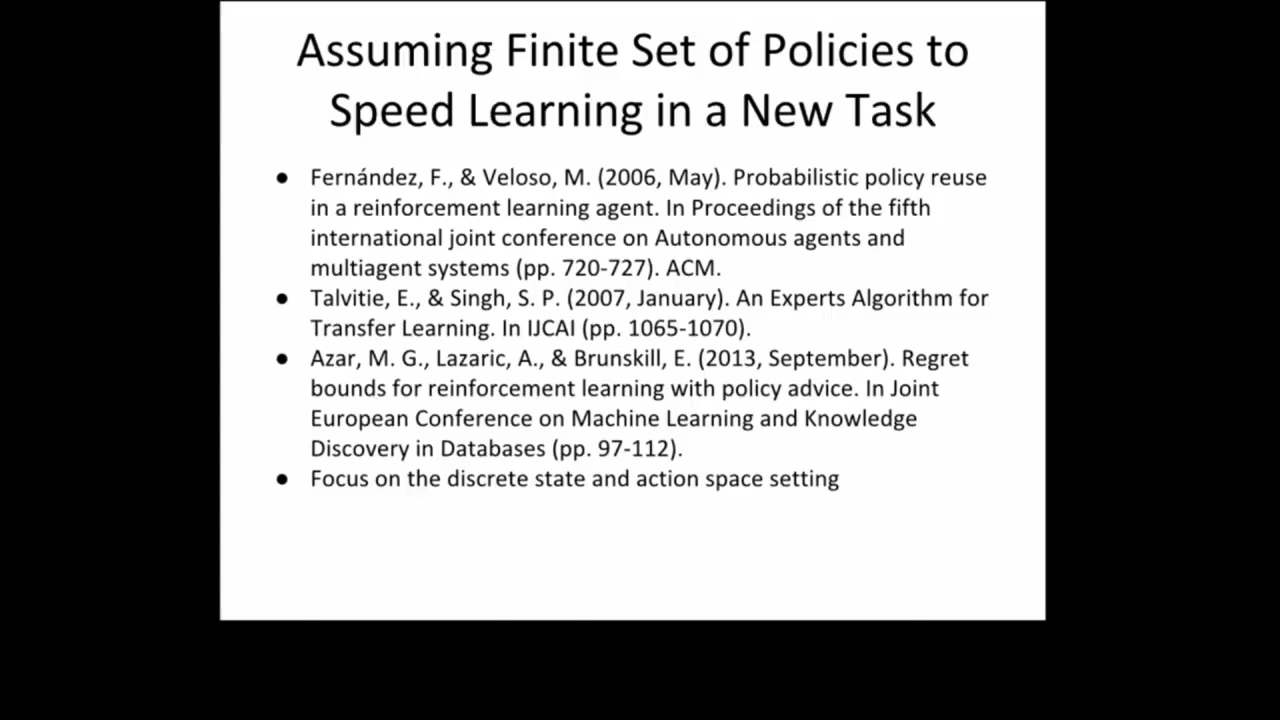 Assuming Finite Set of Policies to
Speed Learning in a New Task
● Fernández, F., & Veloso, M. (2006, May). Probabilistic policy reuse
in a reinforcement learning agent. In Proceedings of the fifth
international joint conference on Autonomous agents and
multiagent systems (pp. 720-727). ACM.
● Talvitie, E., & Singh, S. P. (2007, January). An Experts Algorithm for
Transfer Learning. In IJCAI (pp. 1065-1070).
● Azar, M. G., Lazaric, A., & Brunskill, E. (2013, September). Regret
bounds for reinforcement learning with policy advice. In Joint
European Conference on Machine Learning and Knowledge
Discovery in Databases (pp. 97-112).
● Focus on the discrete state and action space setting